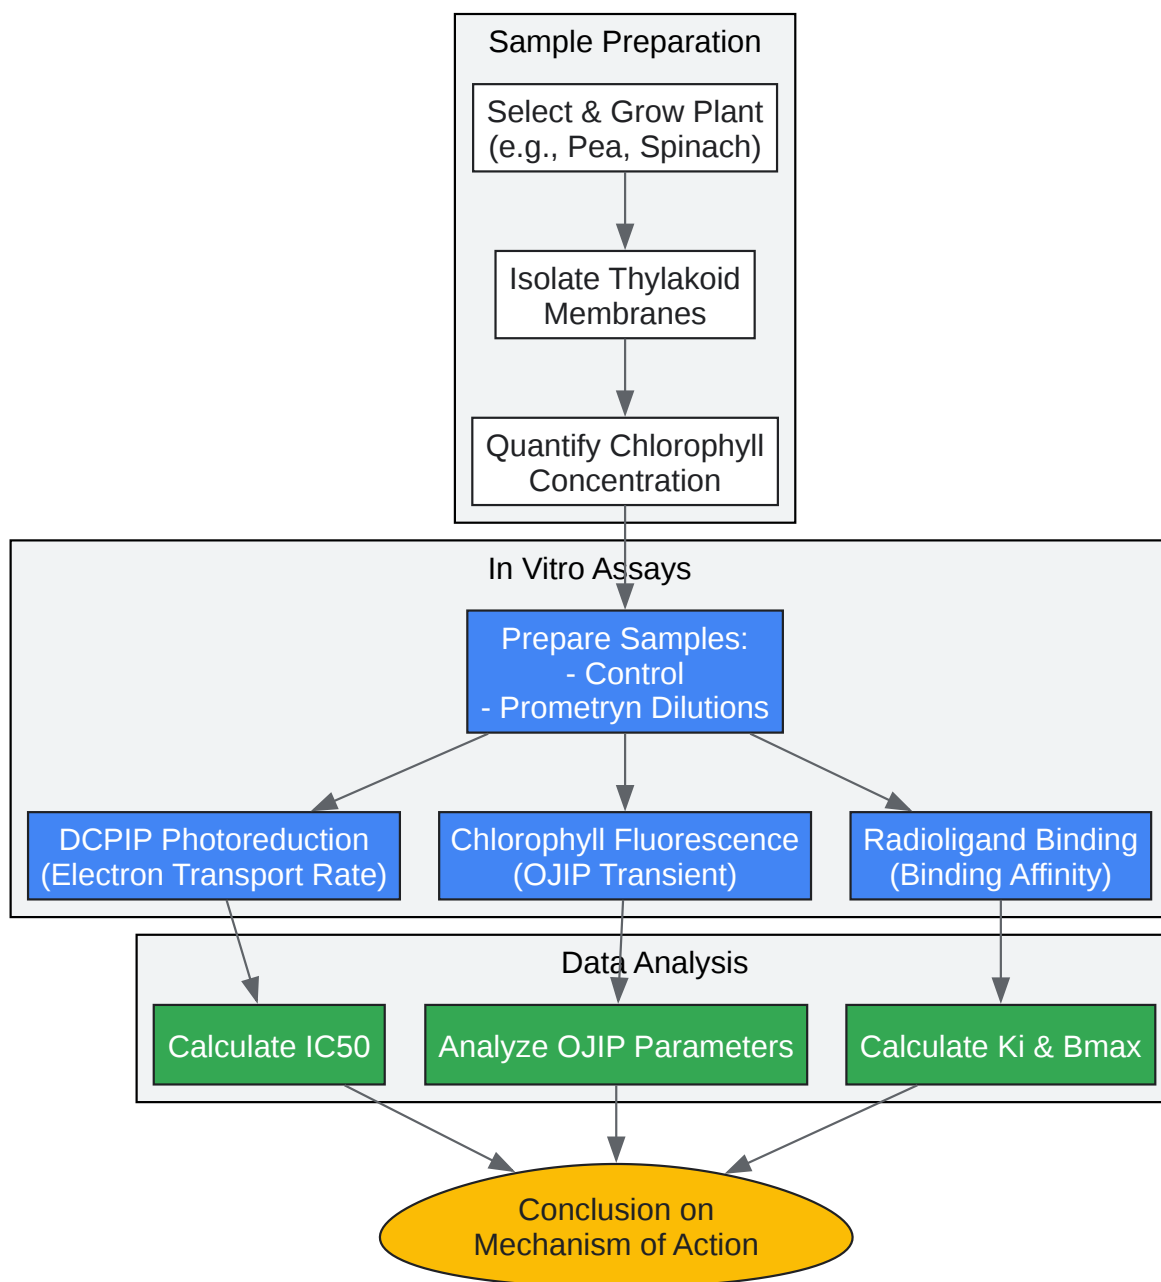 Sample Preparation
Select & Grow Plant
(e.g., Pea, Spinach)
Isolate Thylakoid
Membranes
Quantify Chlorophyll
Concentration
In Vitro Assays
Prepare Samples:
- Control
- Prometryn Dilutions
DCPIP Photoreduction
(Electron Transport Rate)
Chlorophyll Fluorescence
(OJIP Transient)
Radioligand Binding
(Binding Affinity)
Data Analysis
Calculate IC50
Analyze OJIP Parameters
Calculate Ki & Bmax
Conclusion on
Mechanism of Action